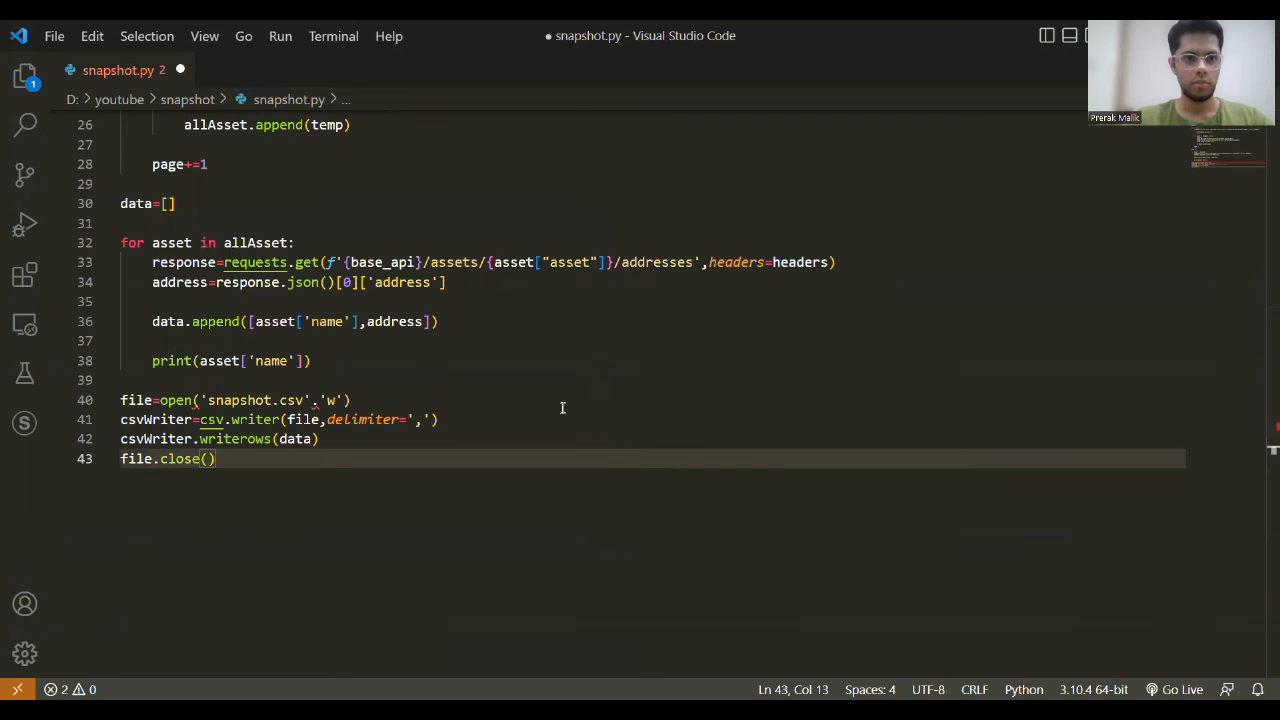 File Edit Selection View Go Run Terminal Help
● snapshot.py - Visual Studio Code
snapshot.py 2 ●
D: > youtube > snapshot > snapshot.py > ...
Prerak Malik
1
26 allAsset.append(temp)
27
28 page+=1
29
30 data=[]
31
32 for asset in allAsset:
33 response=requests.get(f'{base_api}/assets/{asset["asset"]}/addresses',headers=headers)
34 address=response.json()[0]['address']
35
36 data.append([asset['name'],address])
37
38 print(asset['name'])
39
40 file=open('snapshot.csv'.'w')
41 csvWriter=csv.writer(file,delimiter=',')
42 csvWriter.writerows(data)
43 file.close()
2 0
Ln 43, Col 13 Spaces: 4 UTF-8 CRLF Python 3.10.4 64-bit Go Live